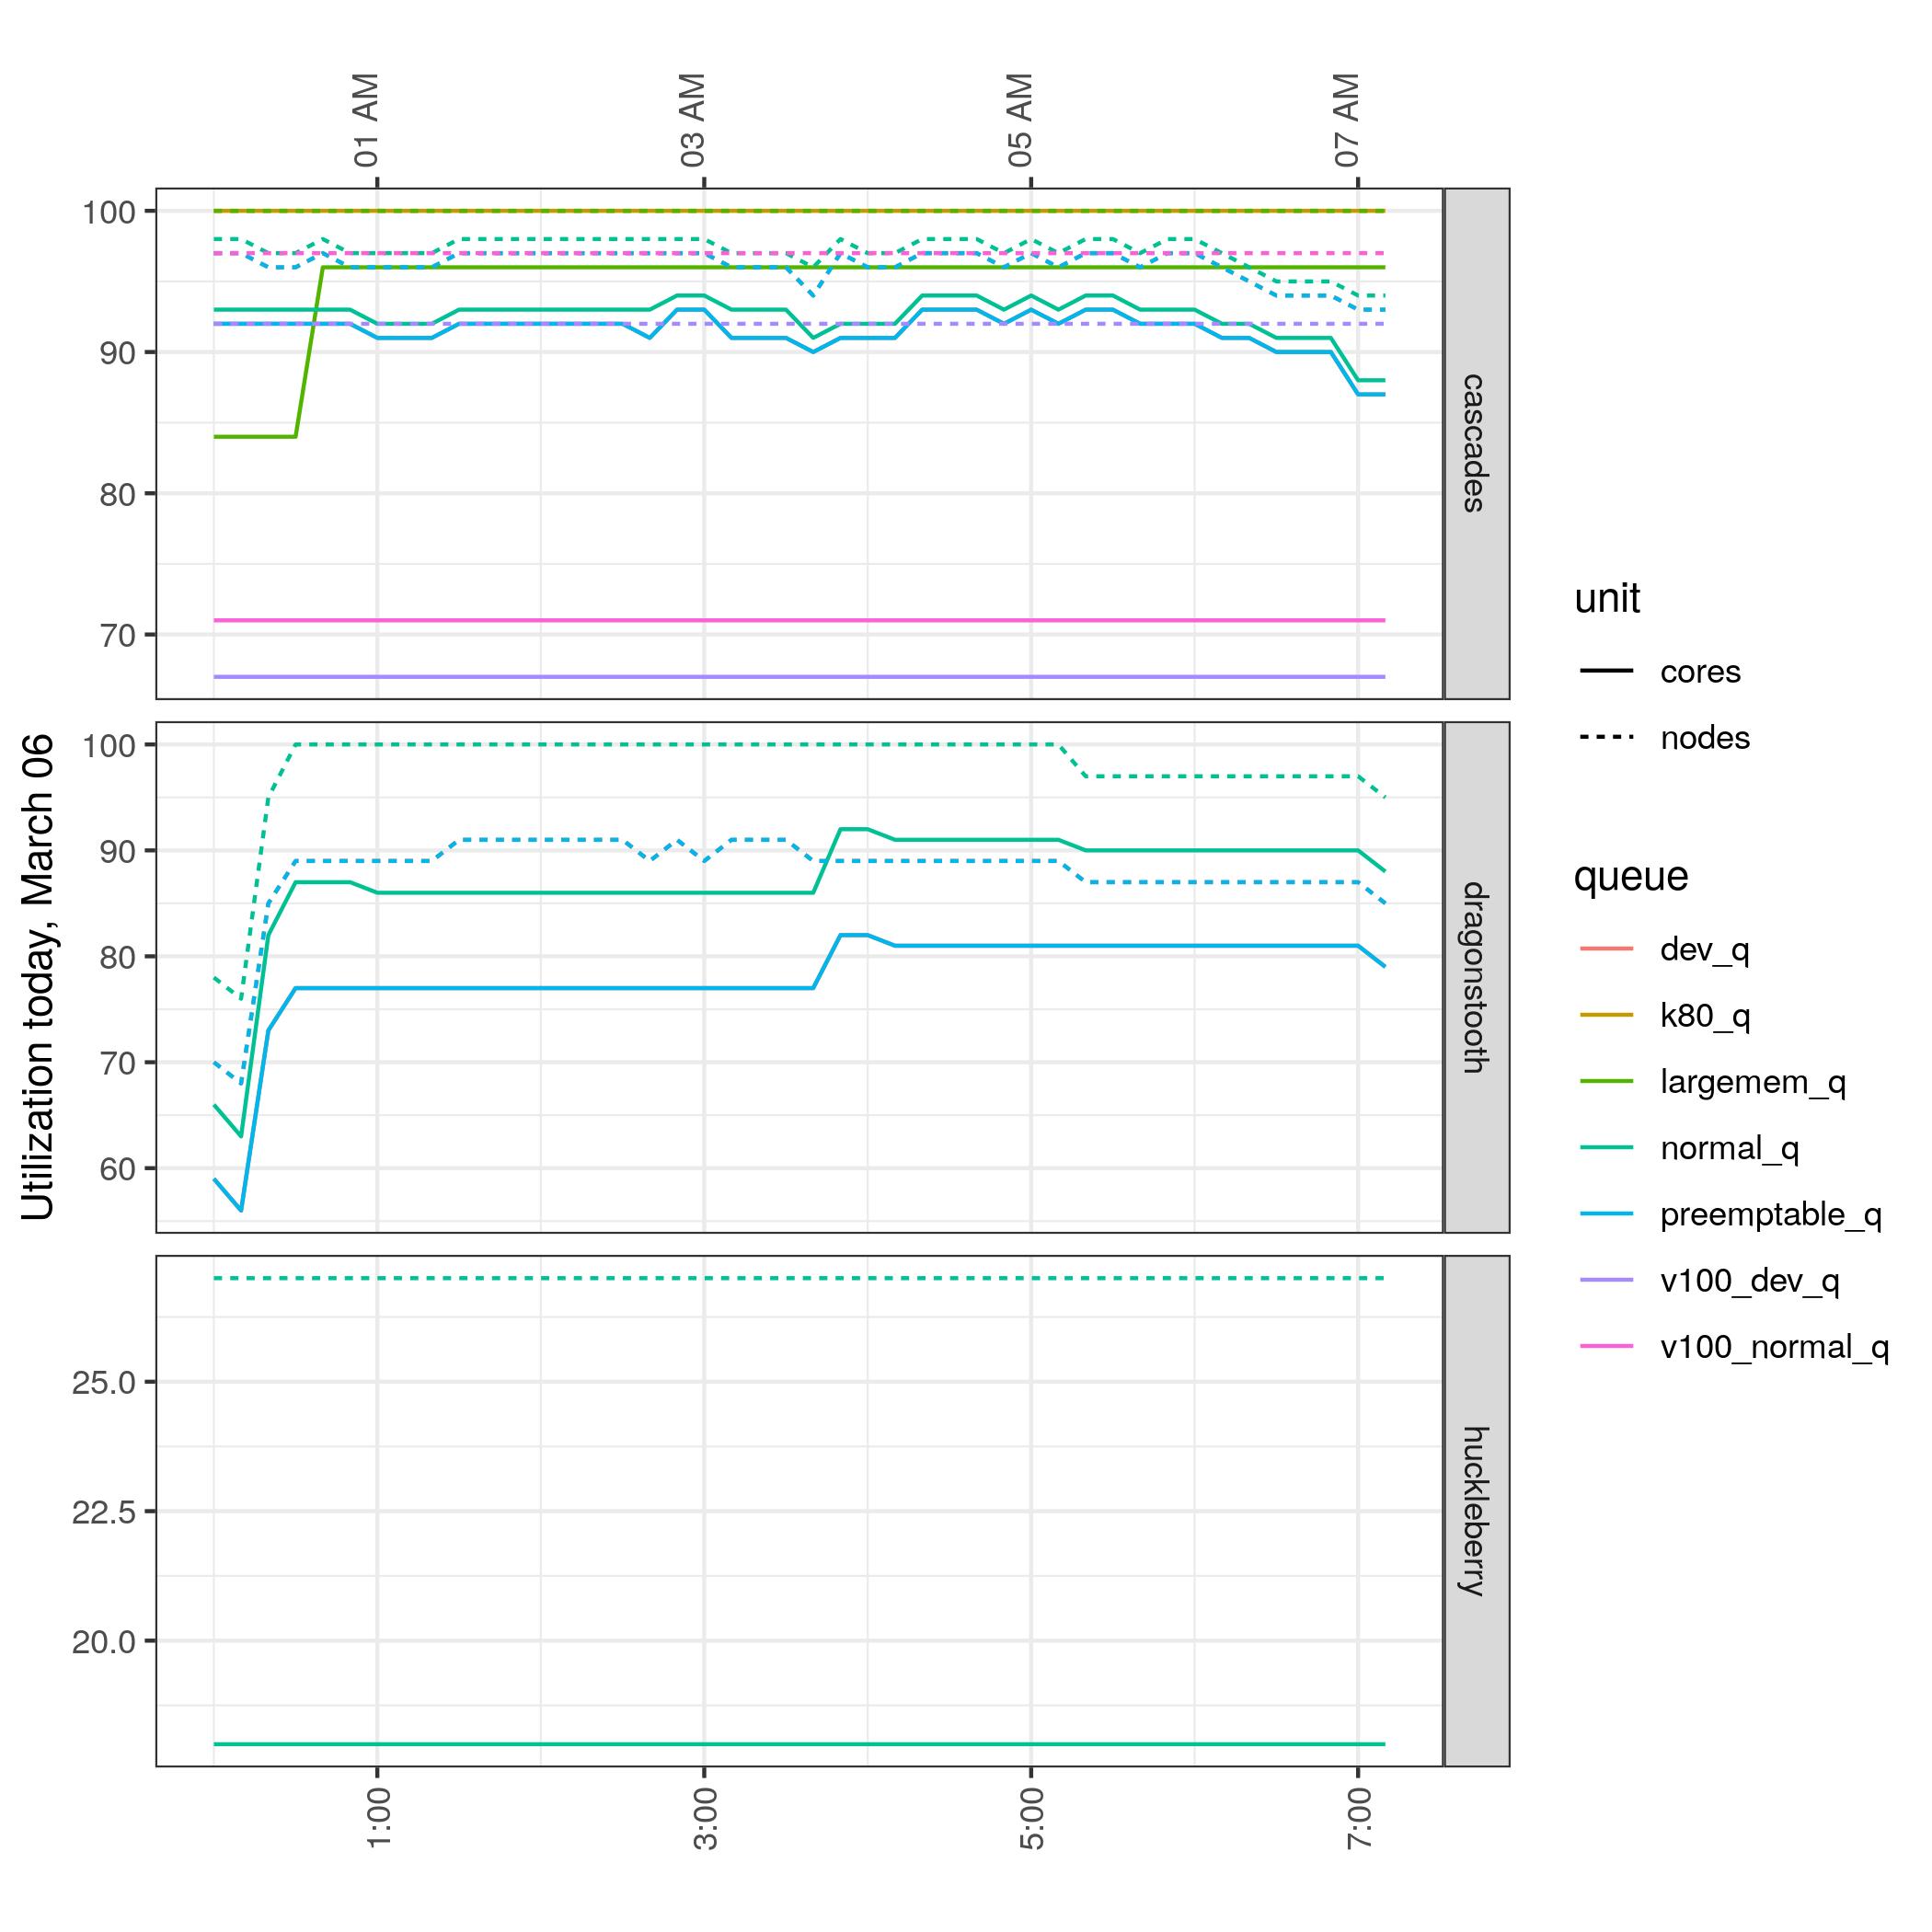 01 AM
03 AM
05 AM
07 AM
Utilization today, March 06
100
90
80
70
cascades
100
90
80
70
60
dragonstooth
25.0
22.5
20.0
huckleberry
1:00
3:00
5:00
7:00
unit
cores
nodes
queue
dev_q
k80_q
largemem_q
normal_q
preemptable_q
v100_dev_q
v100_normal_q